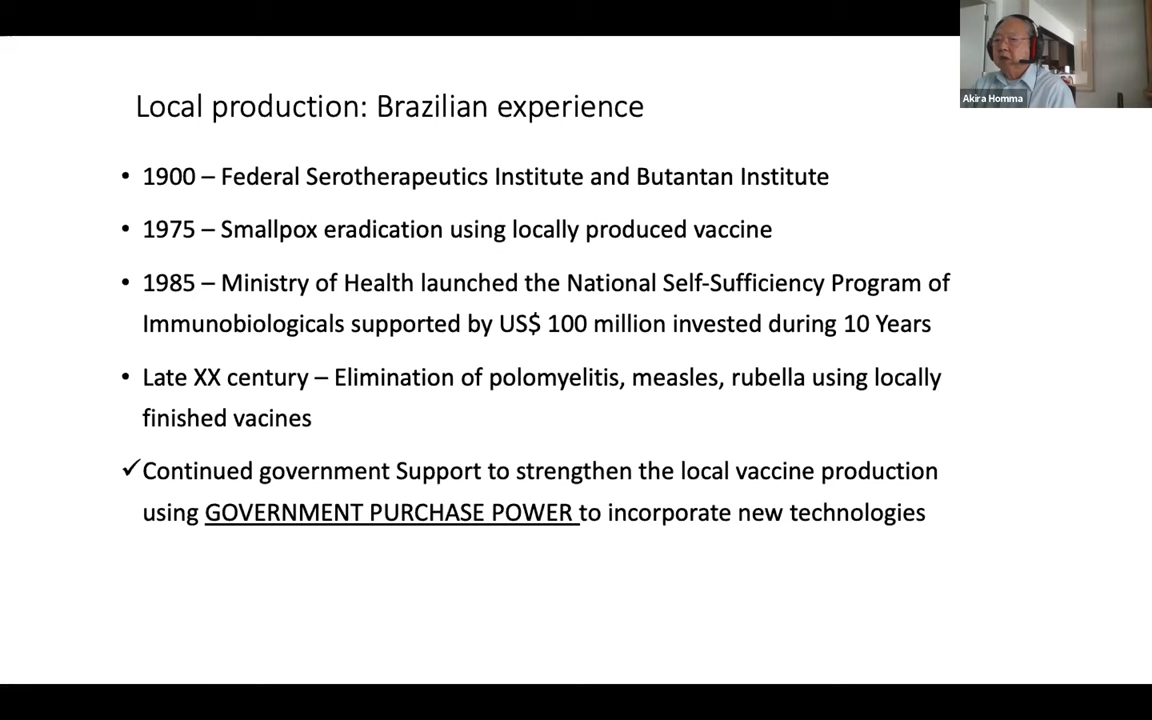 Akira Homma
Local production: Brazilian experience
• 1900 – Federal Serotherapeutics Institute and Butantan Institute
• 1975 – Smallpox eradication using locally produced vaccine
• 1985 – Ministry of Health launched the National Self-Sufficiency Program of
Immunobiologicals supported by US$ 100 million invested during 10 Years
• Late XX century – Elimination of polomyelitis, measles, rubella using locally
finished vacines
✓Continued government Support to strengthen the local vaccine production
using GOVERNMENT PURCHASE POWER to incorporate new technologies